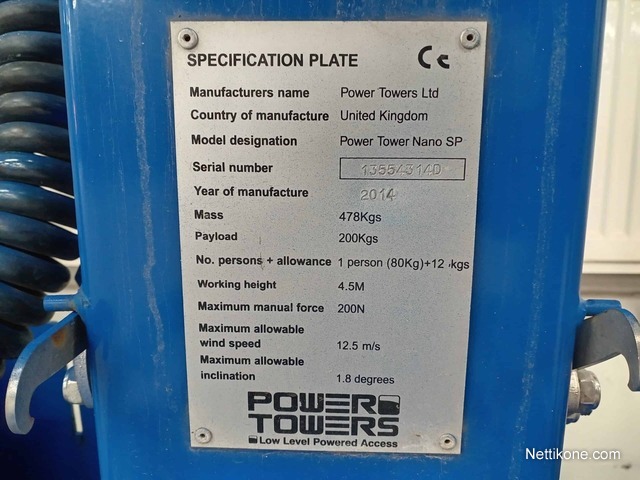 SPECIFICATION PLATE CE
Manufacturers name Power Towers Ltd
Country of manufacture United Kingdom
Model designation Power Tower Nano SP
Serial number 13554314D
Year of manufacture 2014
Mass 478Kgs
Payload 200Kgs
No. persons + allowance 1 person (80Kg)+12 kgs
Working height 4.5M
Maximum manual force 200N
Maximum allowable
wind speed 12.5 m/s
Maximum allowable
inclination 1.8 degrees
POWER
TOWERS
Low Level Powered Access
Nettikone.com